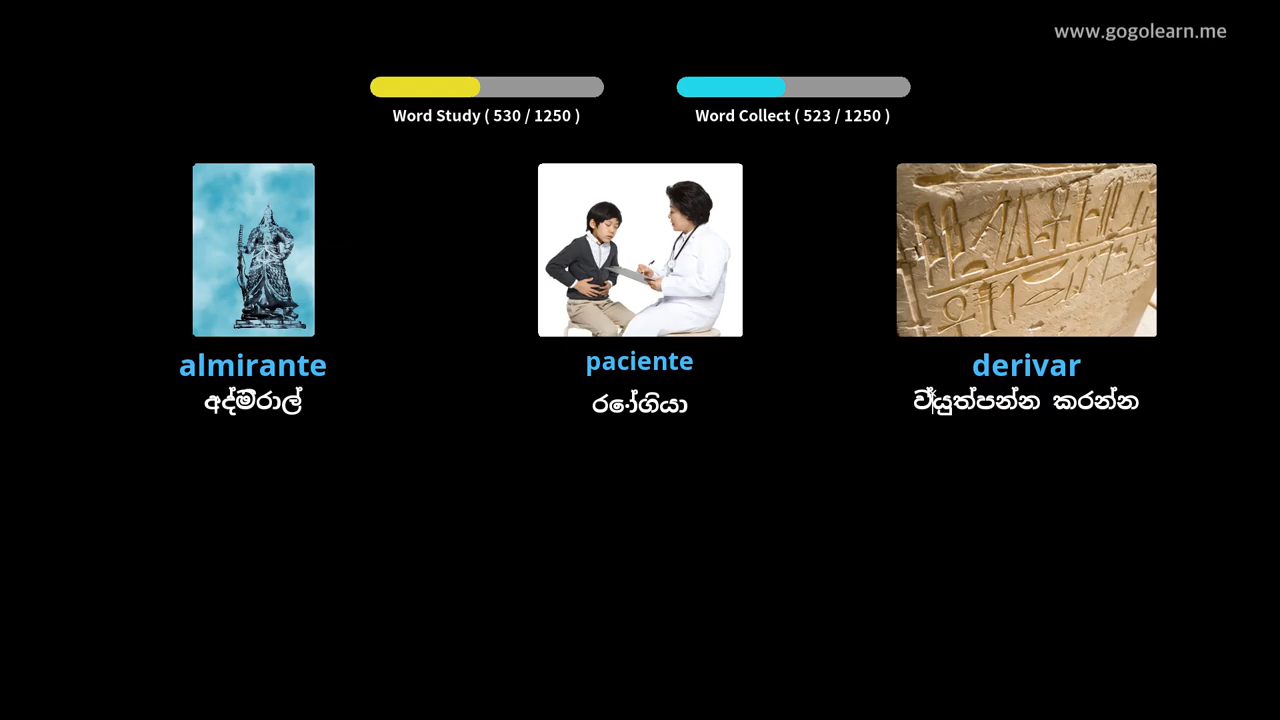 www.gogolearn.me
Word Study ( 530 / 1250 )
Word Collect ( 523 / 1250 )
almirante
අද්මිරාල්
paciente
රෝගියා
derivar
ව්යුත්පන්න කරන්න